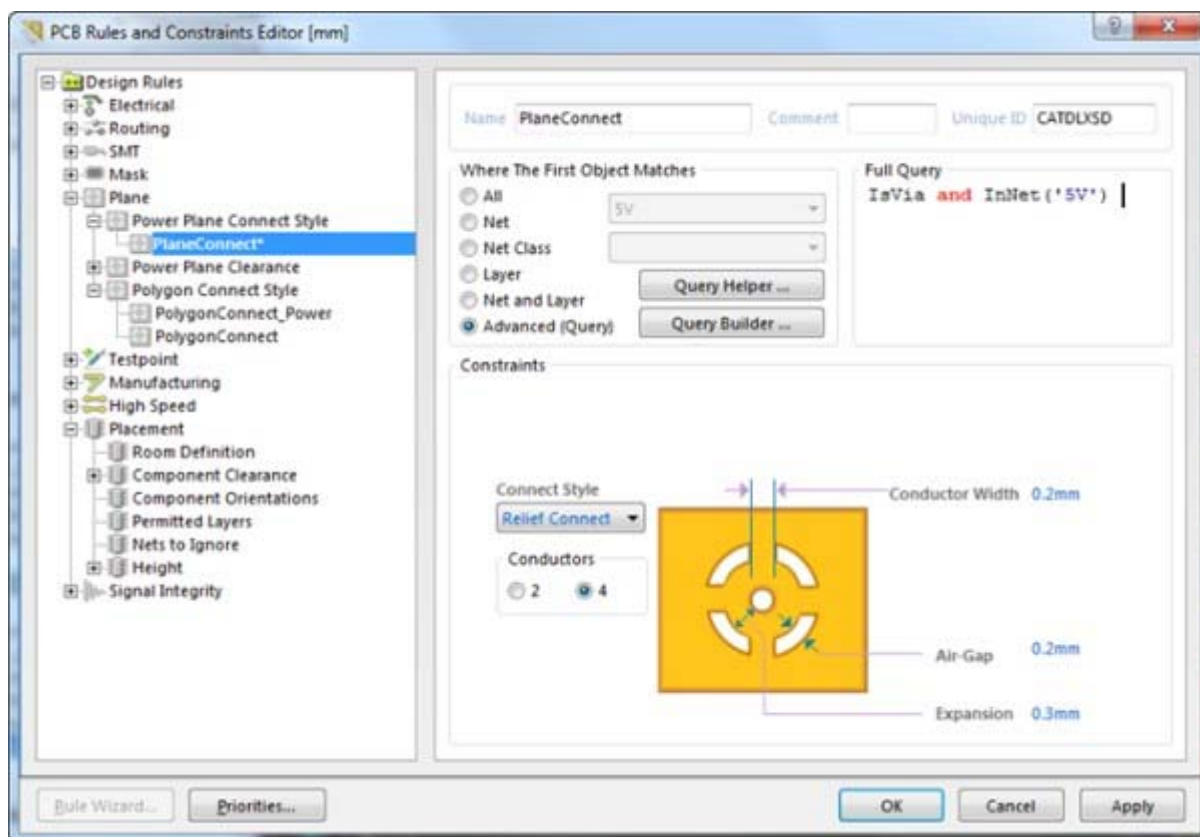 PCB Rules and Constraints Editor [mm]
Design Rules
Electrical
Routing
SMT
Mask
Plane
Power Plane Connect Style
PlaneConnect*
Power Plane Clearance
Polygon Connect Style
PolygonConnect_Power
PolygonConnect
Testpoint
Manufacturing
High Speed
Placement
Room Definition
Component Clearance
Component Orientations
Permitted Layers
Nets to Ignore
Height
Signal Integrity
Name PlaneConnect Comment Unique ID CATDLXSD
Where The First Object Matches
All
Net
Net Class
Layer
Net and Layer
Advanced (Query)
5V
Query Helper ...
Query Builder ...
Full Query
IsVia and InNet('5V')
Constraints
Connect Style
Relief Connect
Conductors
2 4
Conductor Width 0.2mm
Air-Gap 0.2mm
Expansion 0.3mm
Rule Wizard... Priorities... OK Cancel Apply